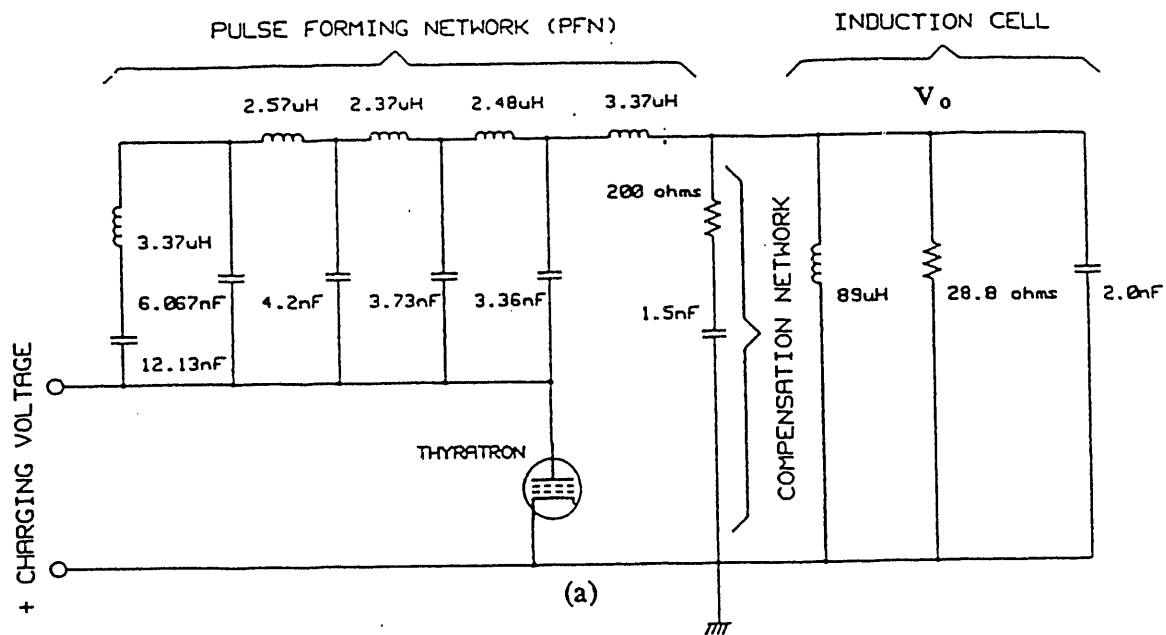 PULSE FORMING NETWORK (PFN)
INDUCTION CELL
2.57uH
2.37uH
2.48uH
3.37uH
Vo
200 ohms
3.37uH
6.067nF
4.2nF
3.73nF
3.36nF
1.5nF
89uH
28.8 ohms
2.0nF
12.13nF
COMPENSATION NETWORK
+ CHARGING VOLTAGE
THYRATRON
(a)